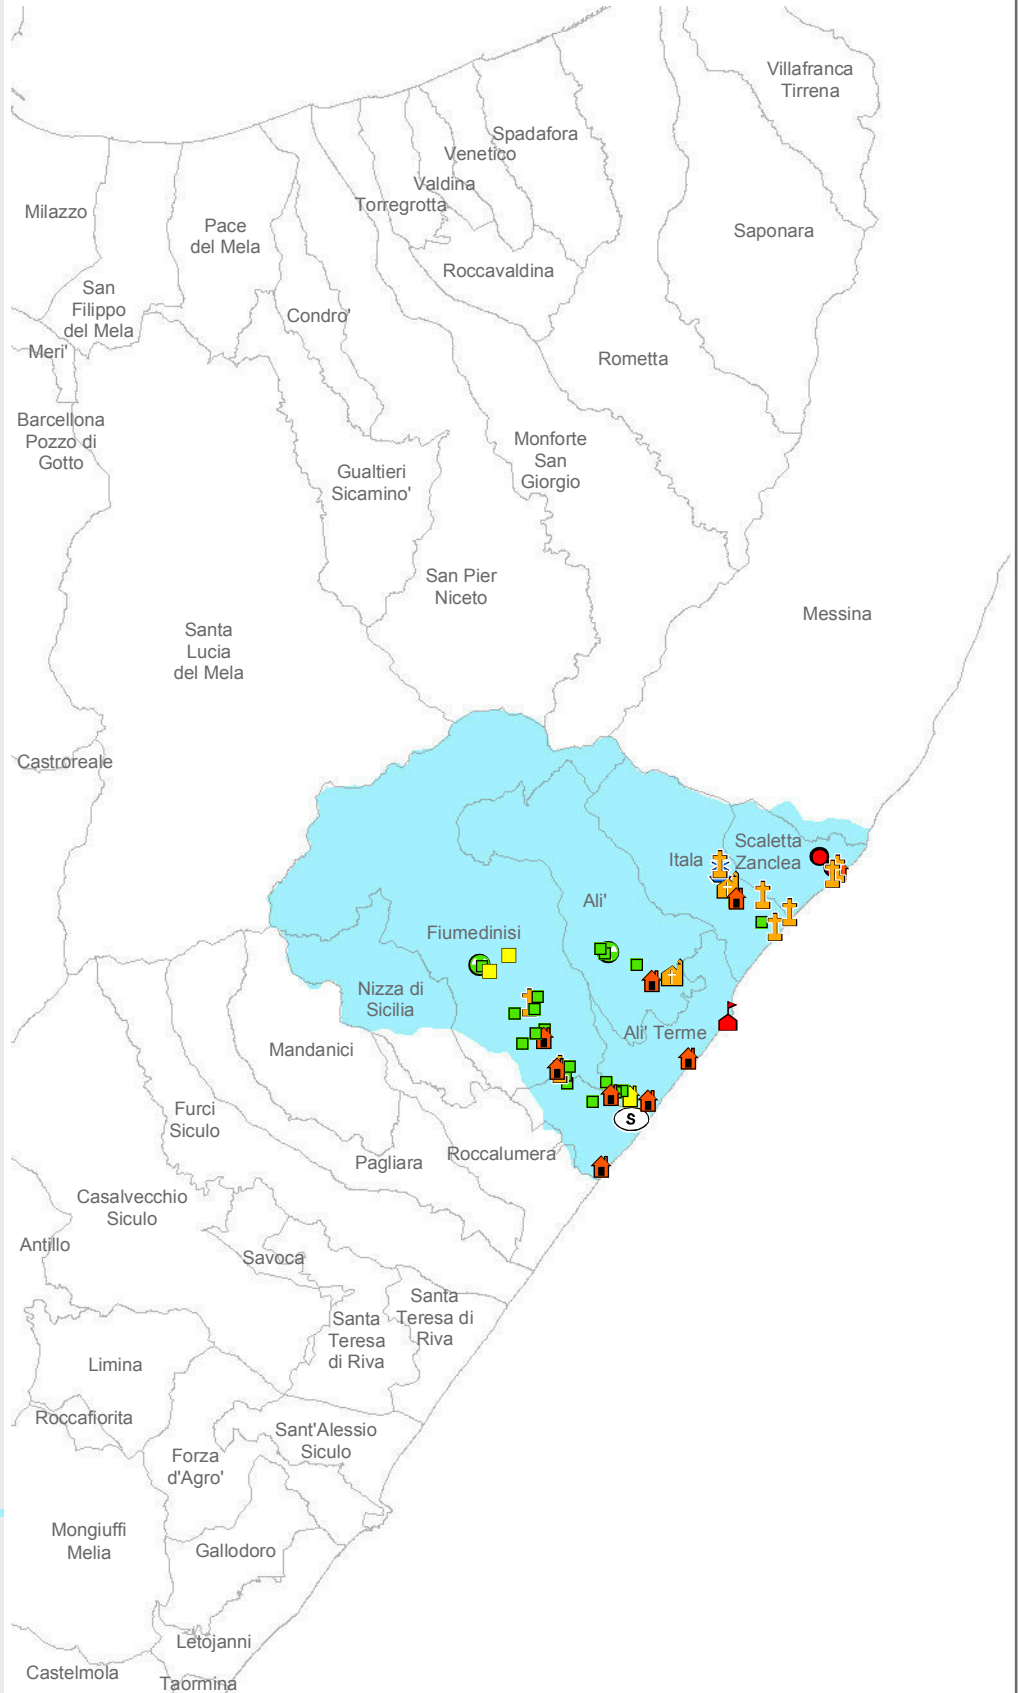 Villafranca
Tirrena
Spadafora
Venetico
Valdina
Torregrotta
Milazzo
Pace
del Mela
Saponara
Roccavaldina
San
Filippo
del Mela
Condro'
Meri'
Rometta
Barcellona
Pozzo di
Gotto
Monforte
San
Giorgio
Gualtieri
Sicamino'
San Pier
Niceto
Messina
Santa
Lucia
del Mela
Castroreale
Scaletta
Zanclea
Itala
Ali'
Fiumedinisi
Nizza di
Sicilia
Ali' Terme
Mandanici
Furci
Siculo
S
Roccalumera
Pagliara
Casalvecchio
Siculo
Antillo
Savoca
Santa
Teresa di
Riva
Santa
Teresa
di Riva
Limina
Roccafiorita
Sant'Alessio
Siculo
Forza
d'Agro'
Mongiuffi
Melia
Gallodoro
Letojanni
Castelmola
Taormina